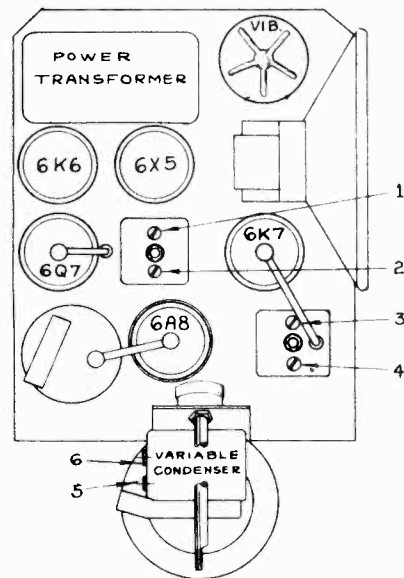 POWER
TRANSFORMER
VIB.
6K6
6X5
1
6Q7
2
6K7
3
6A8
4
6
VARIABLE
CONDENSER
5